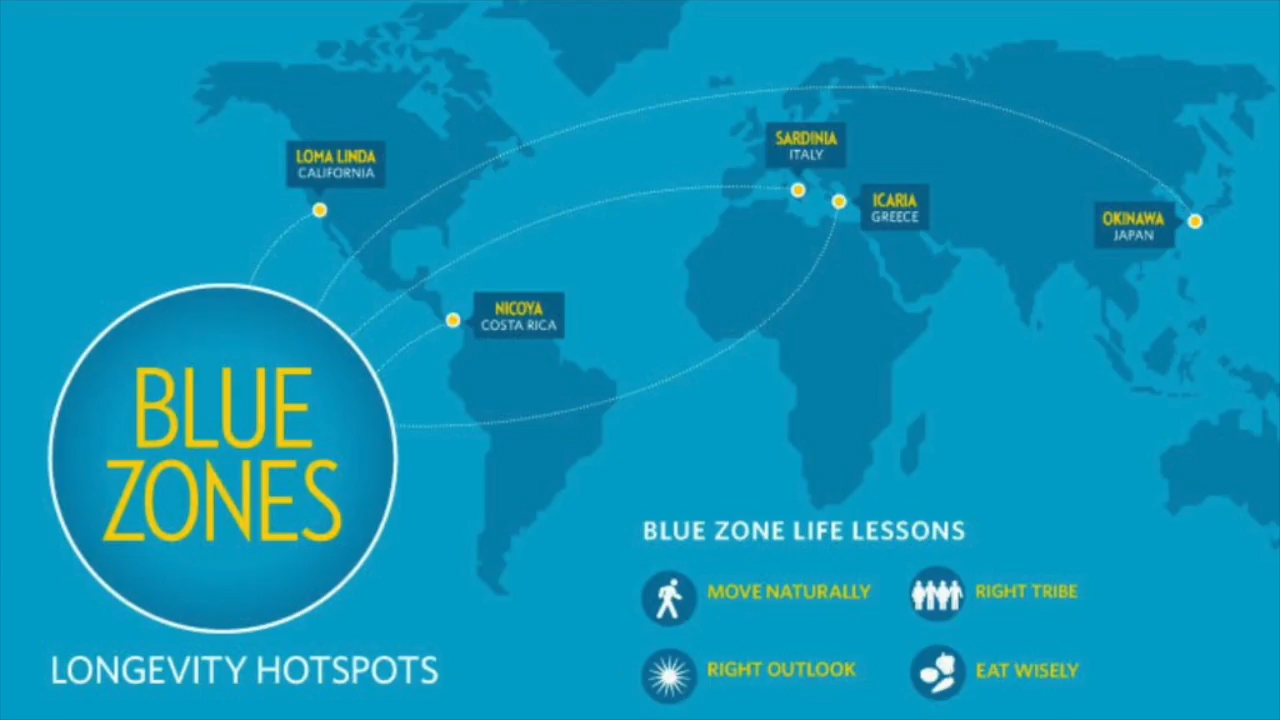 LOMA LINDA
CALIFORNIA
SARDINIA
ITALY
ICARIA
GREECE
OKINAWA
JAPAN
NICOYA
COSTA RICA
BLUE
ZONES
LONGEVITY HOTSPOTS
BLUE ZONE LIFE LESSONS
MOVE NATURALLY
RIGHT TRIBE
RIGHT OUTLOOK
EAT WISELY